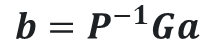 b = P⁻¹Ga